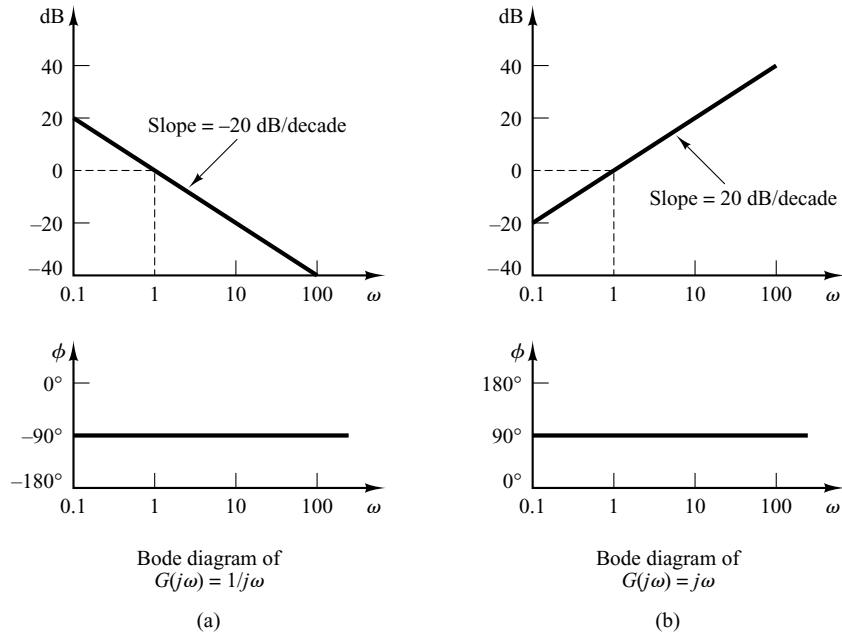 dB
40
20
0
–20
–40
Slope = –20 dB/decade
0.1 1 10 100 ω
ϕ
0°
–90°
–180°
0.1 1 10 100 ω
Bode diagram of
G(jω) = 1/jω
(a)
dB
40
20
0
–20
–40
Slope = 20 dB/decade
0.1 1 10 100 ω
ϕ
180°
90°
0°
0.1 1 10 100 ω
Bode diagram of
G(jω) = jω
(b)